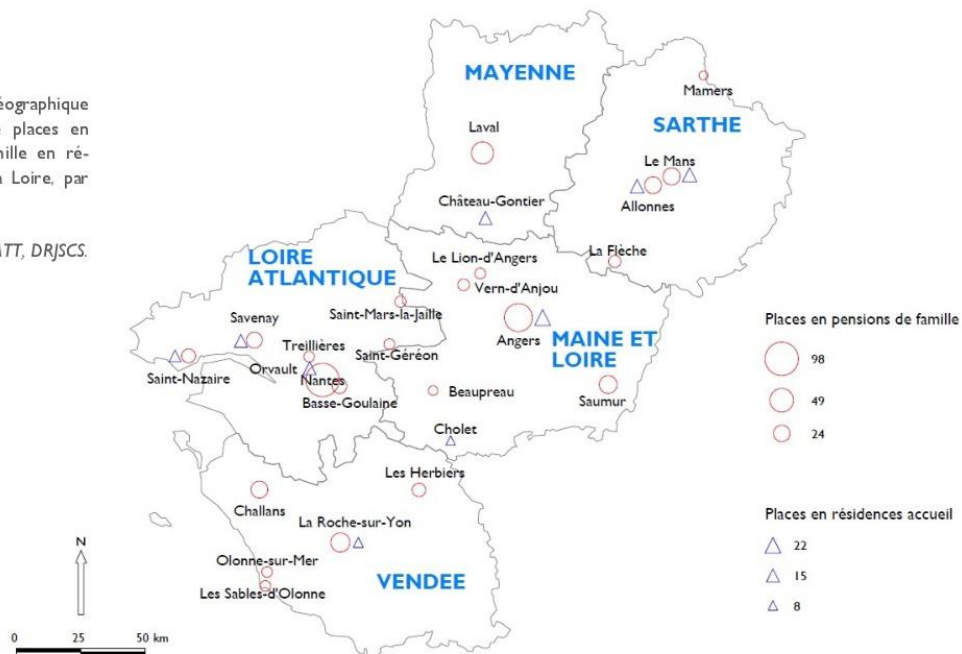 éographique
places en
nille en ré-
Loire, par
ATT, DRJSCS.
MAYENNE
Laval
Château-Gontier
SARTHE
Mamers
Le Mans
Allonnes
La Flèche
LOIRE
ATLANTIQUE
Savenay
Saint-Nazaire
Treillières
Orvault
Nantes
Basse-Goulaine
Saint-Mars-la-Jaille
Saint-Géréon
Le Lion-d'Angers
Vern-d'Anjou
Angers
MAINE ET
LOIRE
Beaupreau
Saumur
Cholet
Les Herbiers
Challans
La Roche-sur-Yon
Olonne-sur-Mer
Les Sables-d'Olonne
VENDEE
N
0 25 50 km
Places en pensions de famille
98
49
24
Places en résidences accueil
22
15
8